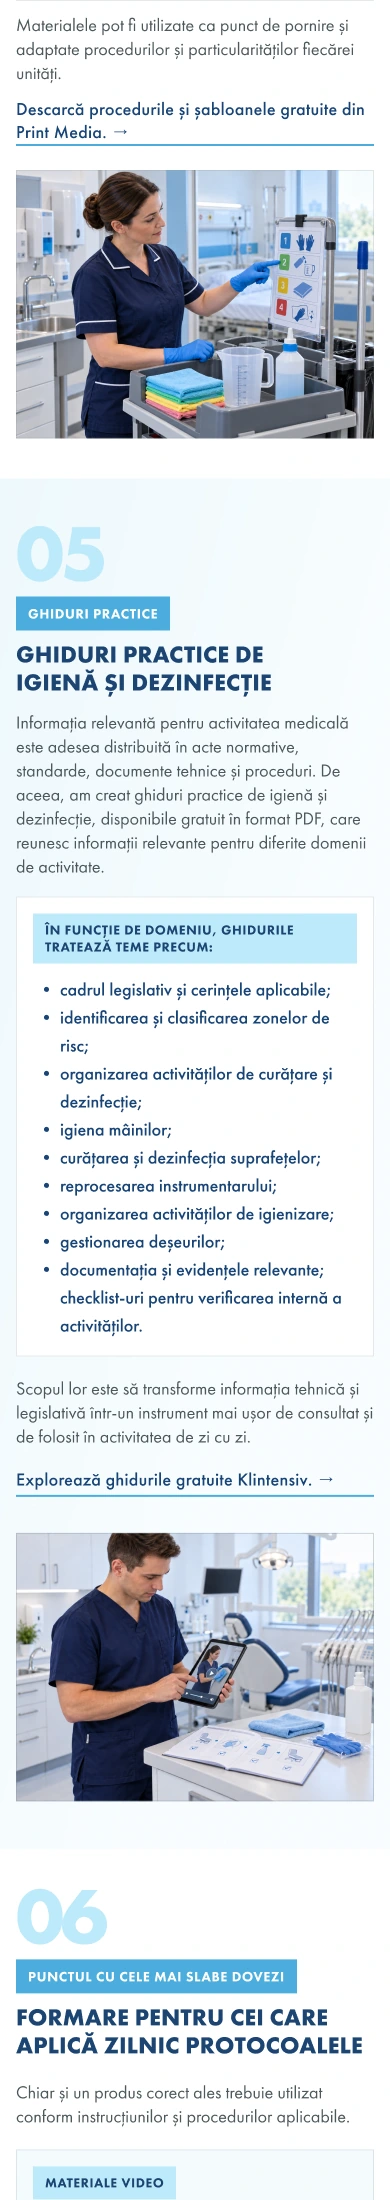 Materialele pot fi utilizate ca punct de pornire și
adaptate procedurilor și particularităților fiecărei
unități.
Descarcă procedurile și șabloanele gratuite din
Print Media. →
1
2
3
4
05
GHIDURI PRACTICE
GHIDURI PRACTICE DE
IGIENĂ ȘI DEZINFECȚIE
Informația relevantă pentru activitatea medicală
este adesea distribuită în acte normative,
standarde, documente tehnice și proceduri. De
aceea, am creat ghiduri practice de igienă și
dezinfecție, disponibile gratuit în format PDF, care
reunesc informații relevante pentru diferite domenii
de activitate.
ÎN FUNCȚIE DE DOMENIU, GHIDURILE
TRATEAZĂ TEME PRECUM:
• cadrul legislativ și cerințele aplicabile;
• identificarea și clasificarea zonelor de
risc;
• organizarea activităților de curățare și
dezinfecție;
• igiena mâinilor;
• curățarea și dezinfecția suprafețelor;
• reprocesarea instrumentarului;
• organizarea activităților de igienizare;
• gestionarea deșeurilor;
• documentația și evidențele relevante;
checklist-uri pentru verificarea internă a
activităților.
Scopul lor este să transforme informația tehnică și
legislativă într-un instrument mai ușor de consultat și
de folosit în activitatea de zi cu zi.
Explorează ghidurile gratuite Klintensiv. →
06
PUNCTUL CU CELE MAI SLABE DOVEZI
FORMARE PENTRU CEI CARE
APLICĂ ZILNIC PROTOCOALELE
Chiar și un produs corect ales trebuie utilizat
conform instrucțiunilor și procedurilor aplicabile.
MATERIALE VIDEO